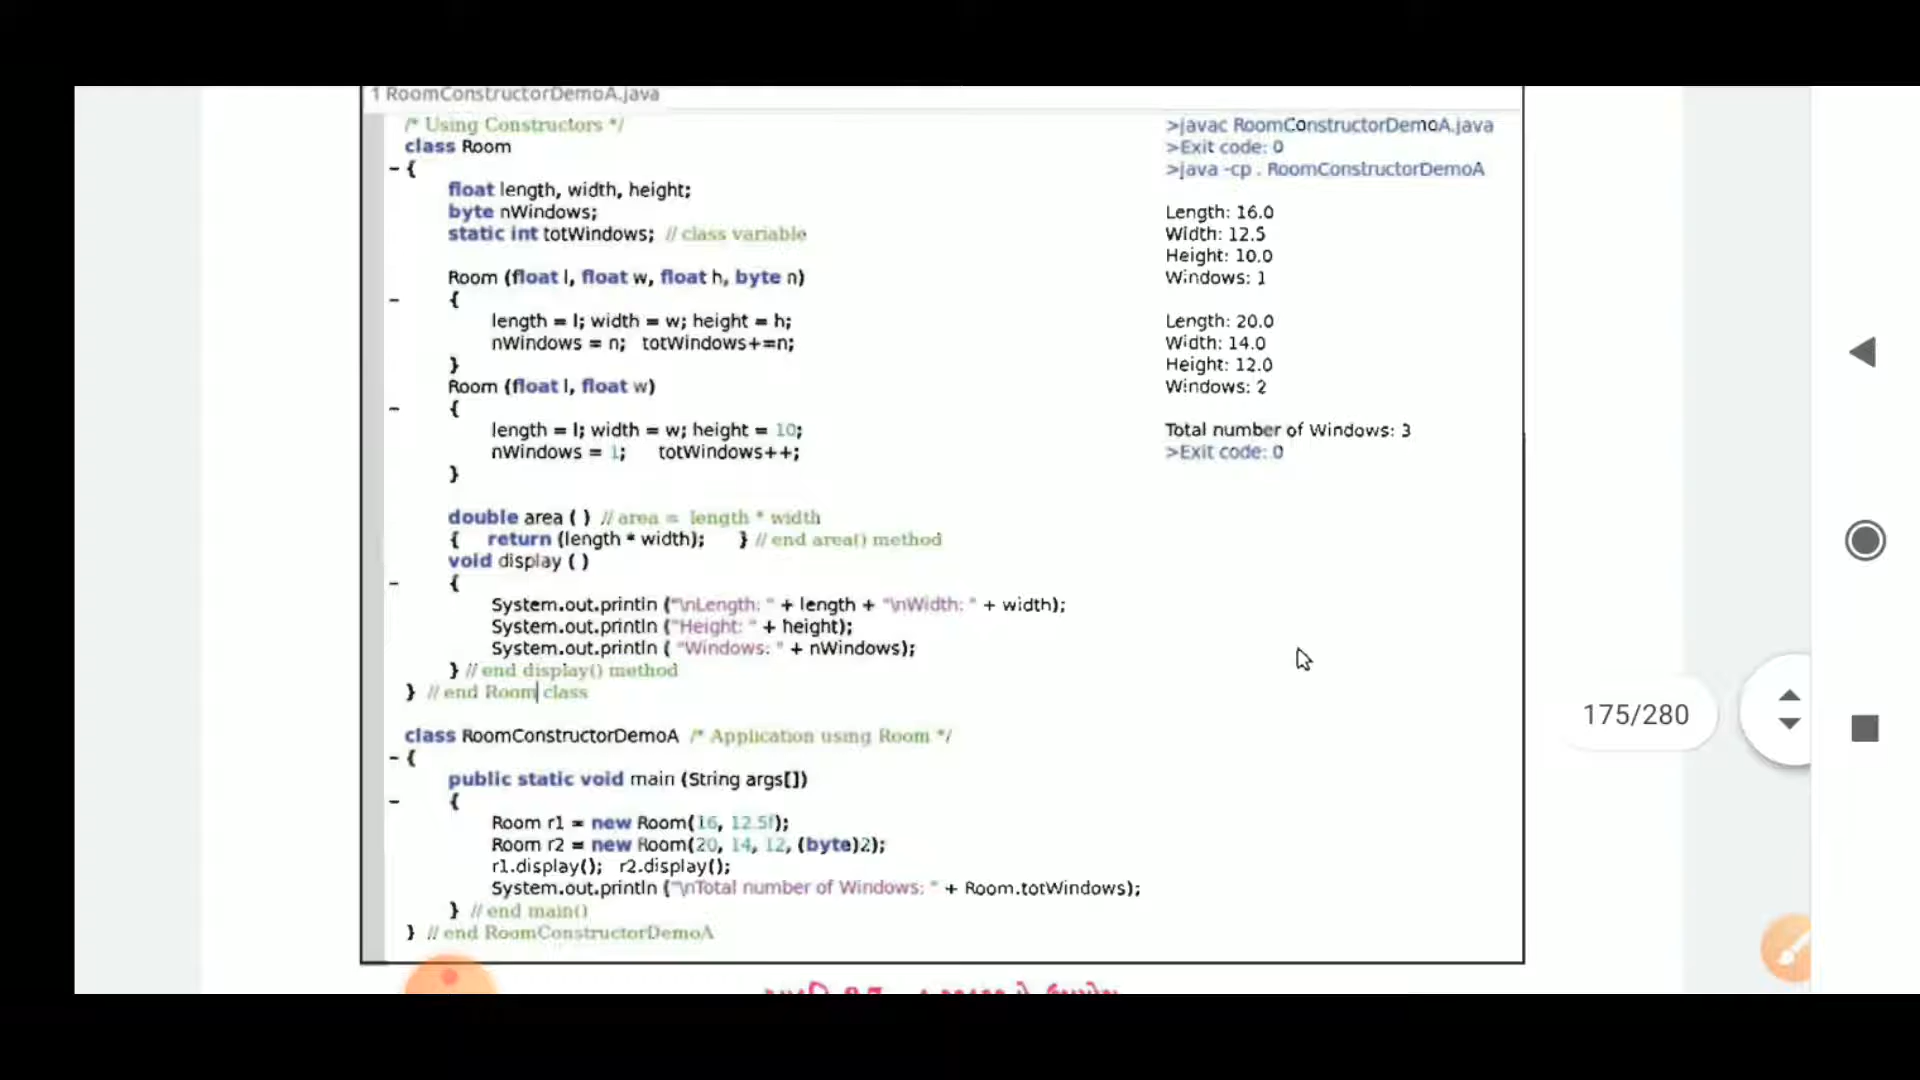 1 RoomConstructorDemoA.java
/* Using Constructors */
class Room
{
float length, width, height;
byte nWindows;
static int totWindows; // class variable
Room (float l, float w, float h, byte n)
{
length = l; width = w; height = h;
nWindows = n; totWindows+=n;
}
Room (float l, float w)
{
length = l; width = w; height = 10;
nWindows = 1; totWindows++;
}
double area ( ) // area = length * width
{ return (length * width); } // end area() method
void display ( )
{
System.out.println ("\nLength: " + length + "\nWidth: " + width);
System.out.println ("Height: " + height);
System.out.println ( "Windows: " + nWindows);
} // end display() method
} // end Room class
class RoomConstructorDemoA /* Application using Room */
{
public static void main (String args[])
{
Room r1 = new Room(16, 12.5f);
Room r2 = new Room(20, 14, 12, (byte)2);
r1.display(); r2.display();
System.out.println ("\nTotal number of Windows: " + Room.totWindows);
} // end main()
} // end RoomConstructorDemoA
>javac RoomConstructorDemoA.java
>Exit code: 0
>java -cp . RoomConstructorDemoA
Length: 16.0
Width: 12.5
Height: 10.0
Windows: 1
Length: 20.0
Width: 14.0
Height: 12.0
Windows: 2
Total number of Windows: 3
>Exit code: 0
175/280